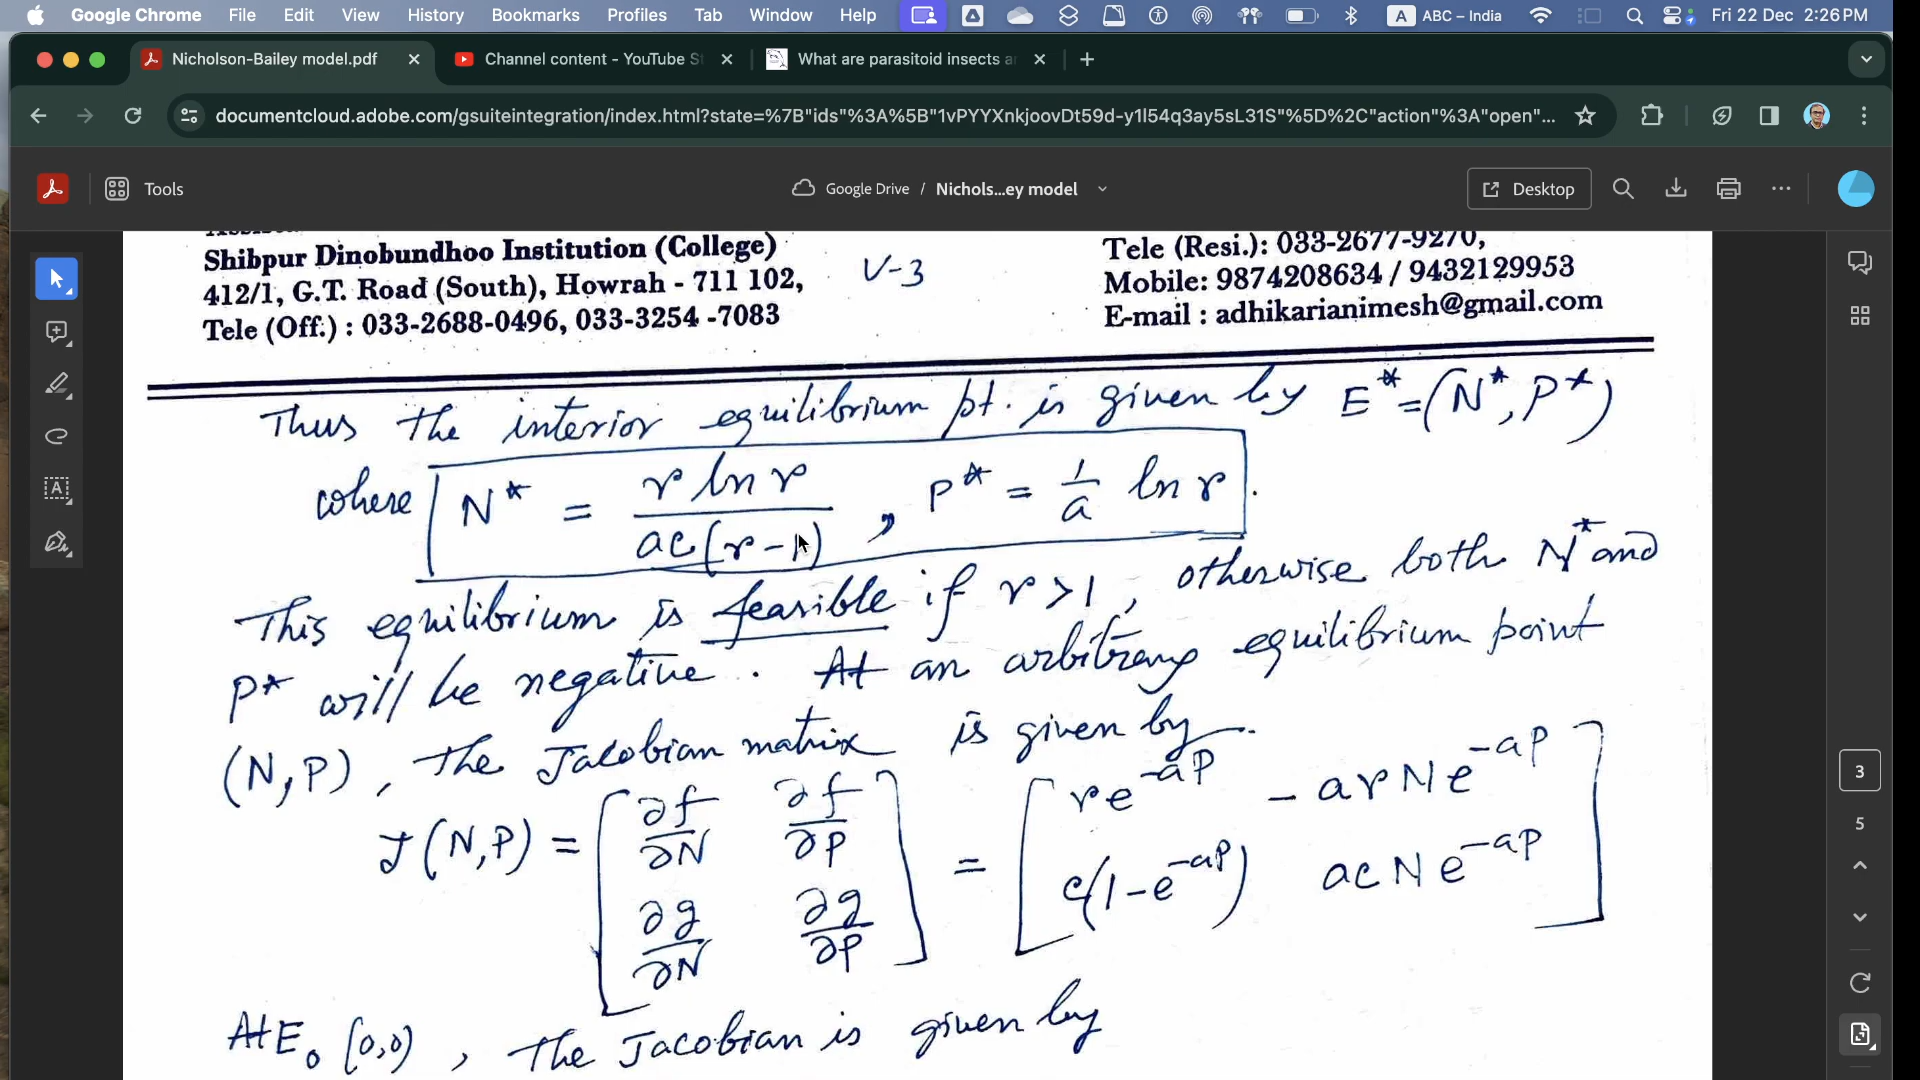 Google Chrome File Edit View History Bookmarks Profiles Tab Window Help A ABC – India Fri 22 Dec 2:26 PM
Nicholson-Bailey model.pdf Channel content - YouTube S What are parasitoid insects a
documentcloud.adobe.com/gsuiteintegration/index.html?state=%7B"ids"%3A%5B"1vPYYXnkjoovDt59d-y1l54q3ay5sL31S"%5D%2C"action"%3A"open"...
Tools Google Drive / Nichols...ey model Desktop
Shibpur Dinobundhoo Institution (College)
412/1, G.T. Road (South), Howrah - 711 102,
Tele (Off.) : 033-2688-0496, 033-3254 -7083
V-3
Tele (Resi.): 033-2677-9270,
Mobile: 9874208634 / 9432129953
E-mail : adhikarianimesh@gmail.com
Thus the interior equilibrium pt. is given by E* = (N*, P*)
where N* = r ln r / ac(r-1) , P* = 1/a ln r .
This equilibrium is feasible if r > 1, otherwise both N* and
P* will be negative. At an arbitrary equilibrium point
(N, P), the Jacobian matrix is given by
J(N,P) = [ ∂f/∂N ∂f/∂P ; ∂g/∂N ∂g/∂P ] = [ re^-aP - arNe^-aP ; c(1-e^-aP) acNe^-aP ]
At E₀ (0,0) , the Jacobian is given by
3
5